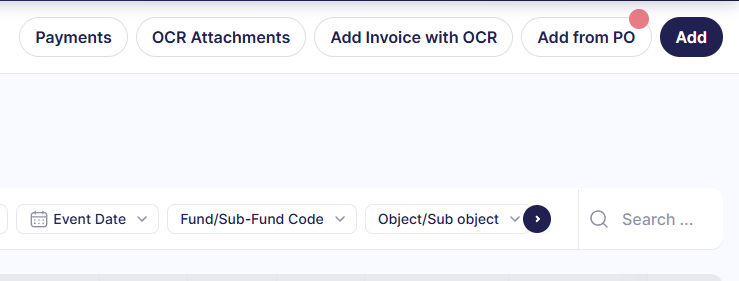 Payments OCR Attachments Add Invoice with OCR Add from PO Add
Event Date Fund/Sub-Fund Code Object/Sub object Search ...